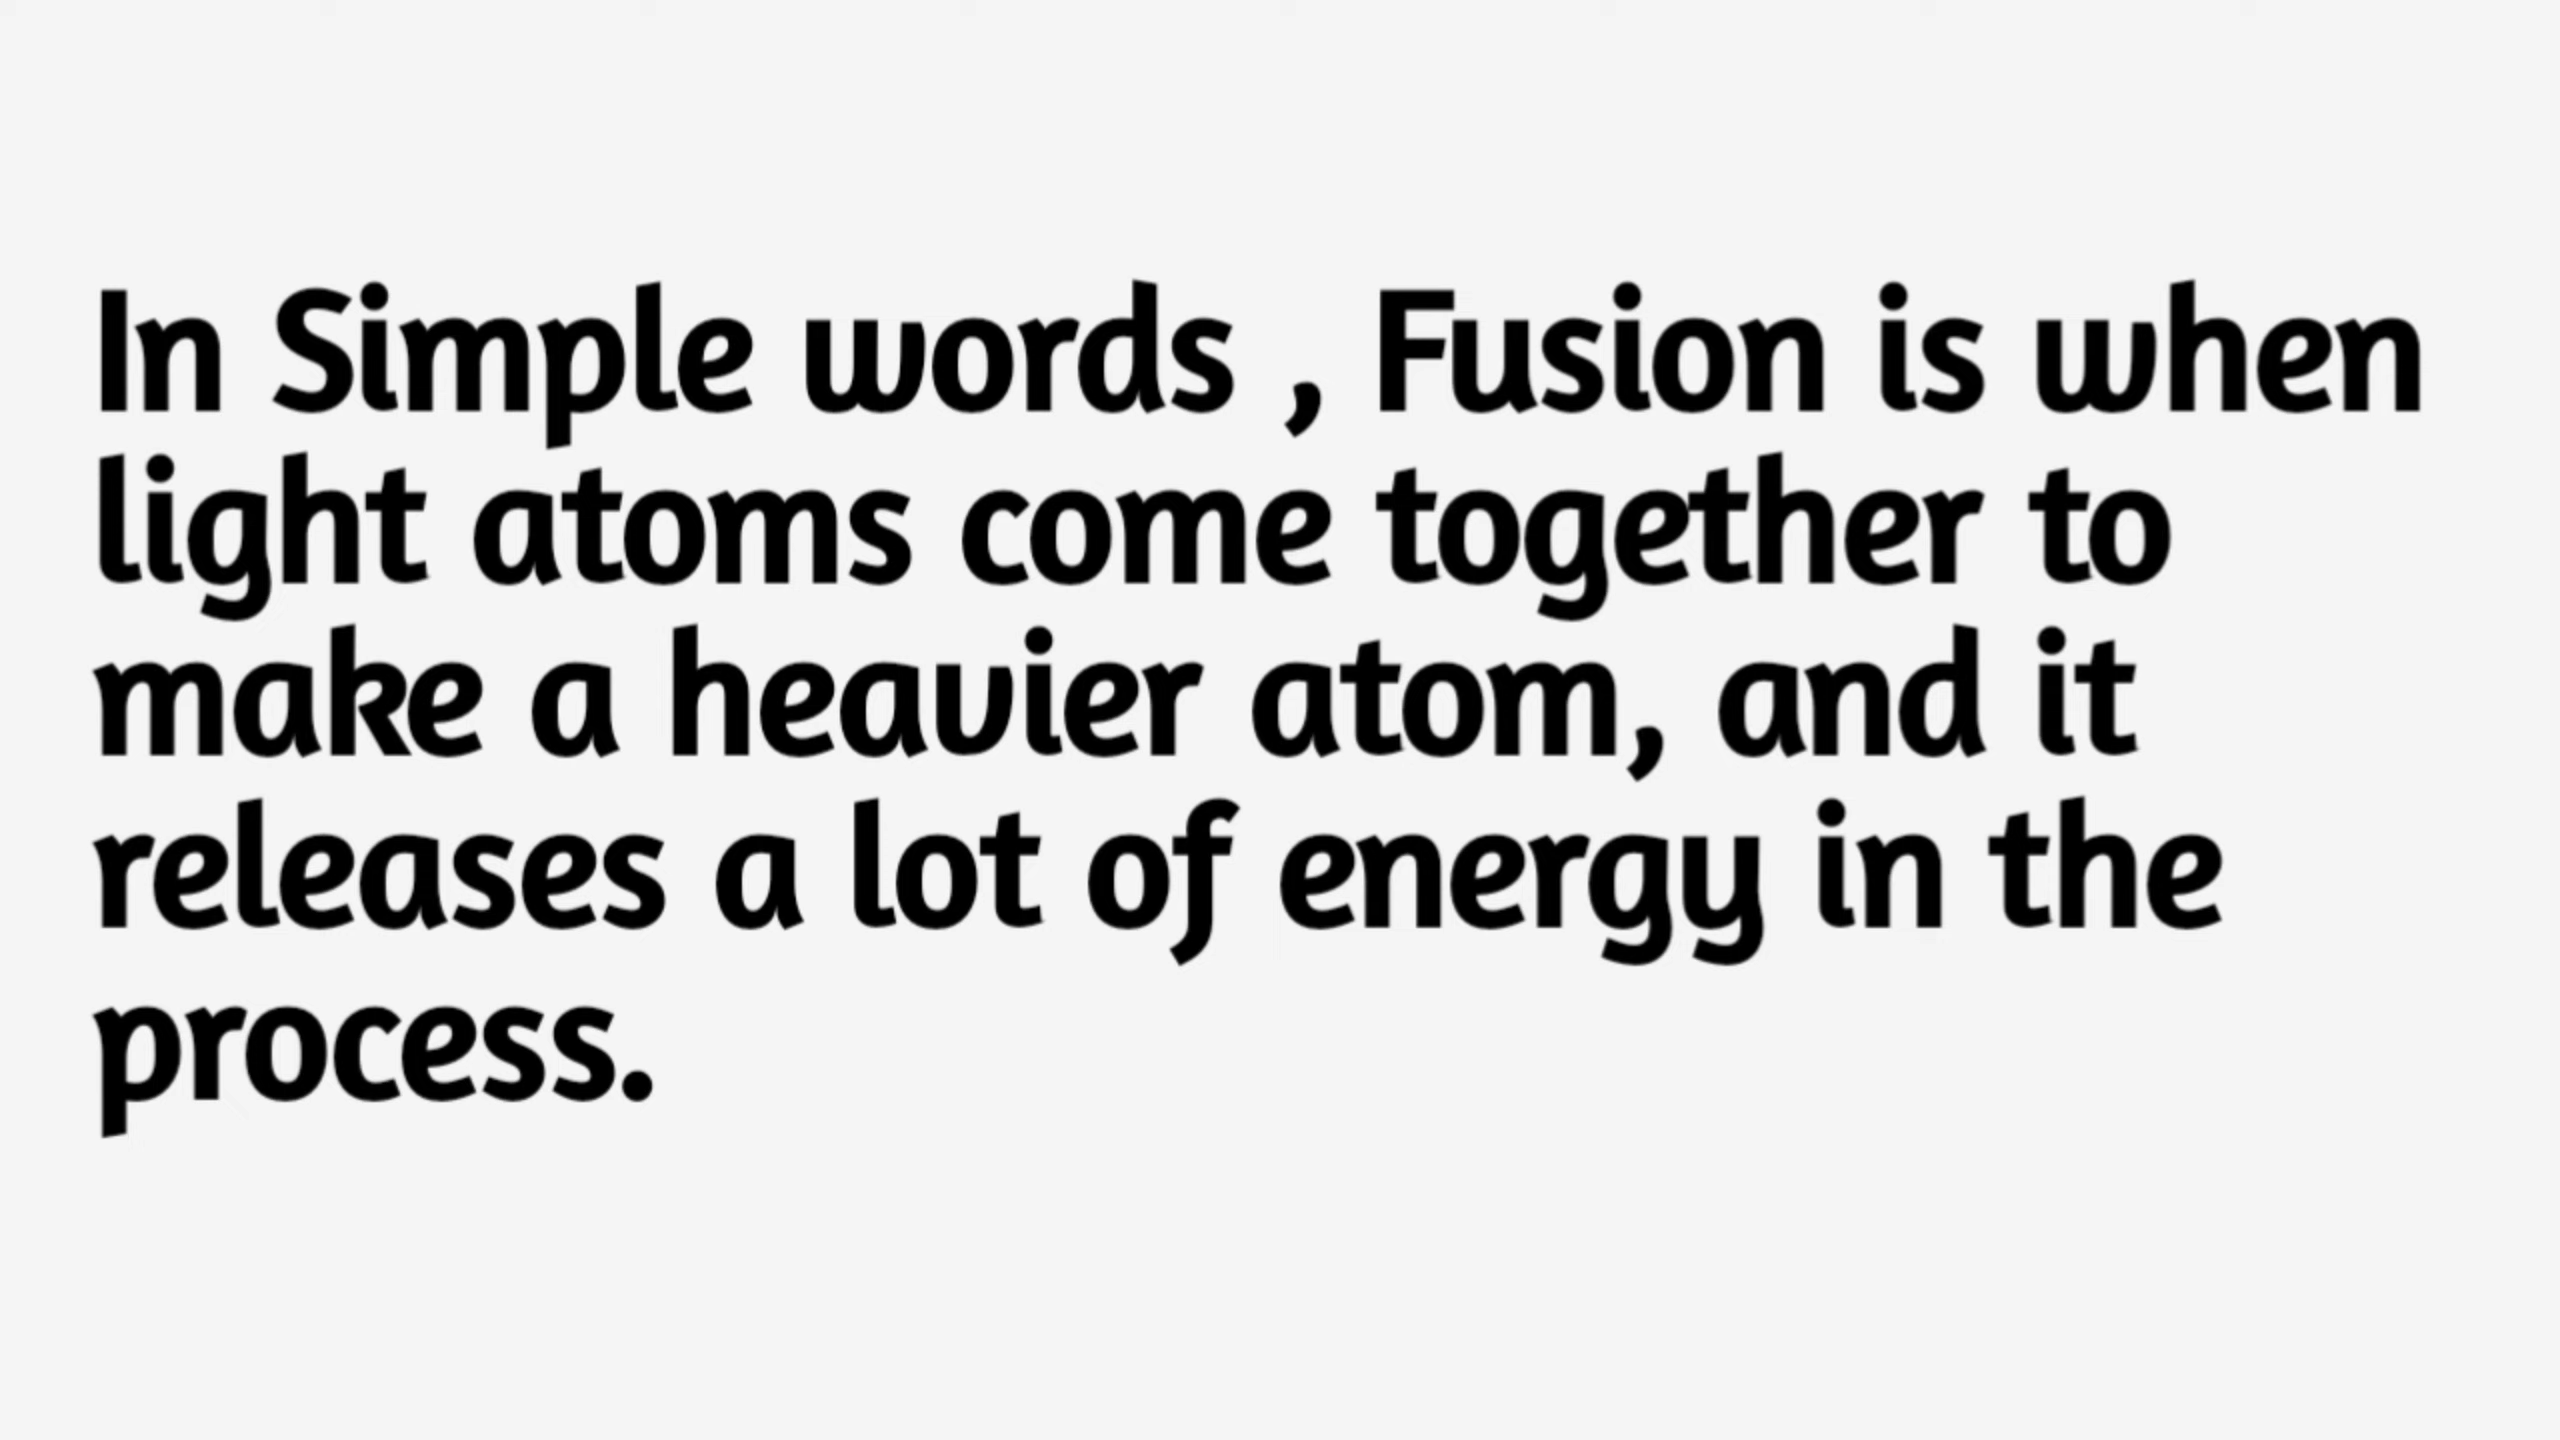 In Simple words , Fusion is when
light atoms come together to
make a heavier atom, and it
releases a lot of energy in the
process.